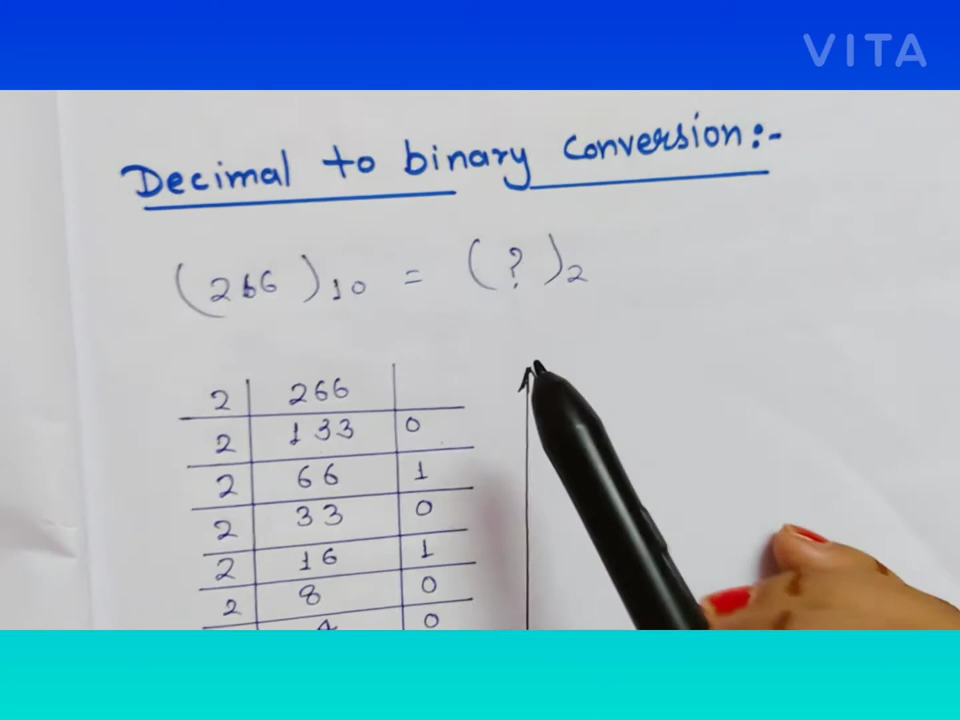 VITA
Decimal to binary conversion:-
(266)10 = (?)2
2 266
2 133 0
2 66 1
2 33 0
2 16 1
2 8 0
0